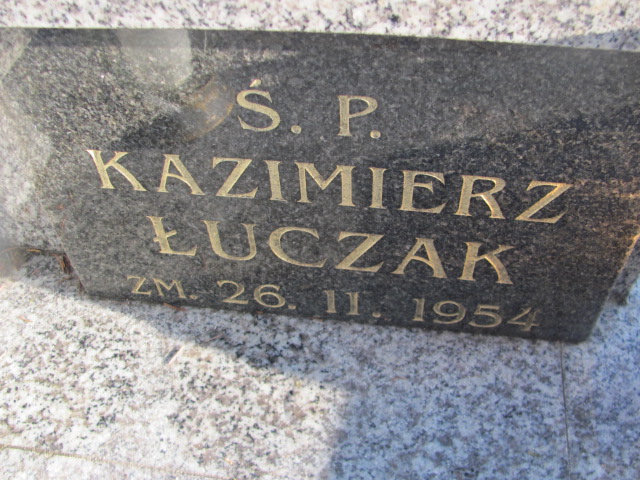 Ś. P.
KAZIMIERZ
ŁUCZAK
ZM. 26. 11. 1954